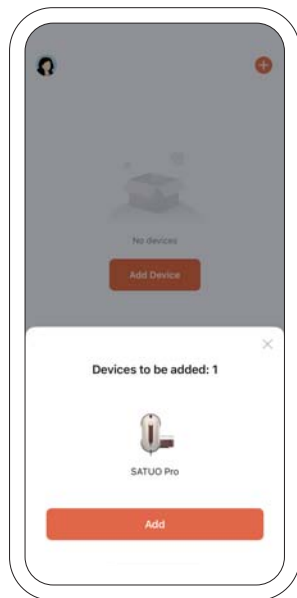 No devices
Add Device
Devices to be added: 1
SATUO Pro
Add